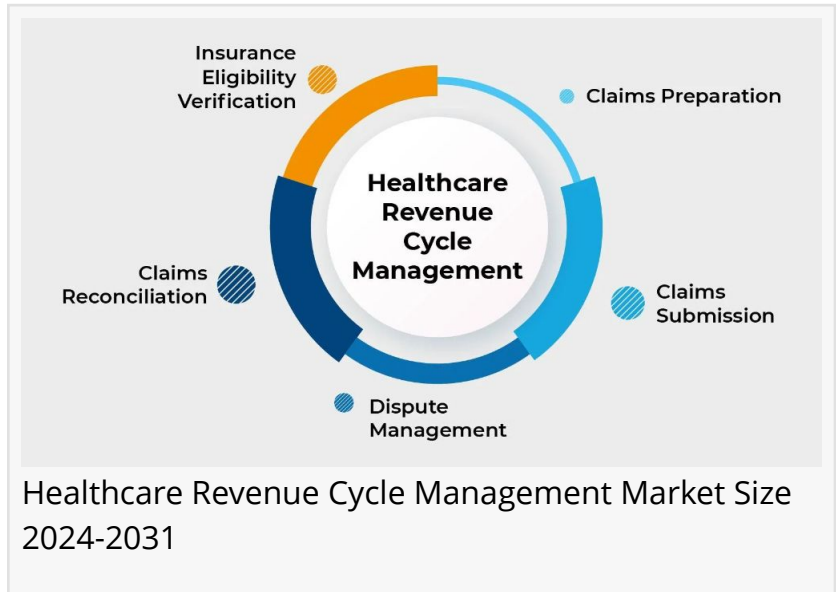 Insurance
Eligibility
Verification
Claims Preparation
Healthcare
Revenue
Cycle
Management
Claims
Reconciliation
Claims
Submission
Dispute
Management
Healthcare Revenue Cycle Management Market Size
2024-2031